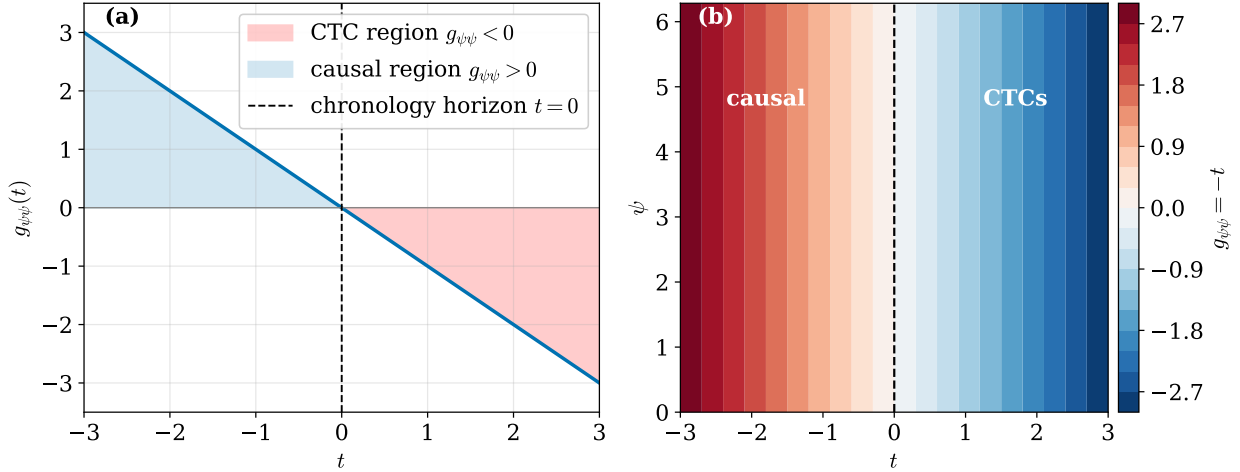 (a)
CTC region g_ψψ < 0
causal region g_ψψ > 0
chronology horizon t = 0
3
2
1
0
−1
−2
−3
g_ψψ(t)
−3 −2 −1 0 1 2 3
t
(b)
causal
CTCs
6
5
4
3
2
1
0
ψ
−3 −2 −1 0 1 2 3
t
2.7
1.8
0.9
0.0
−0.9
−1.8
−2.7
g_ψψ = −t